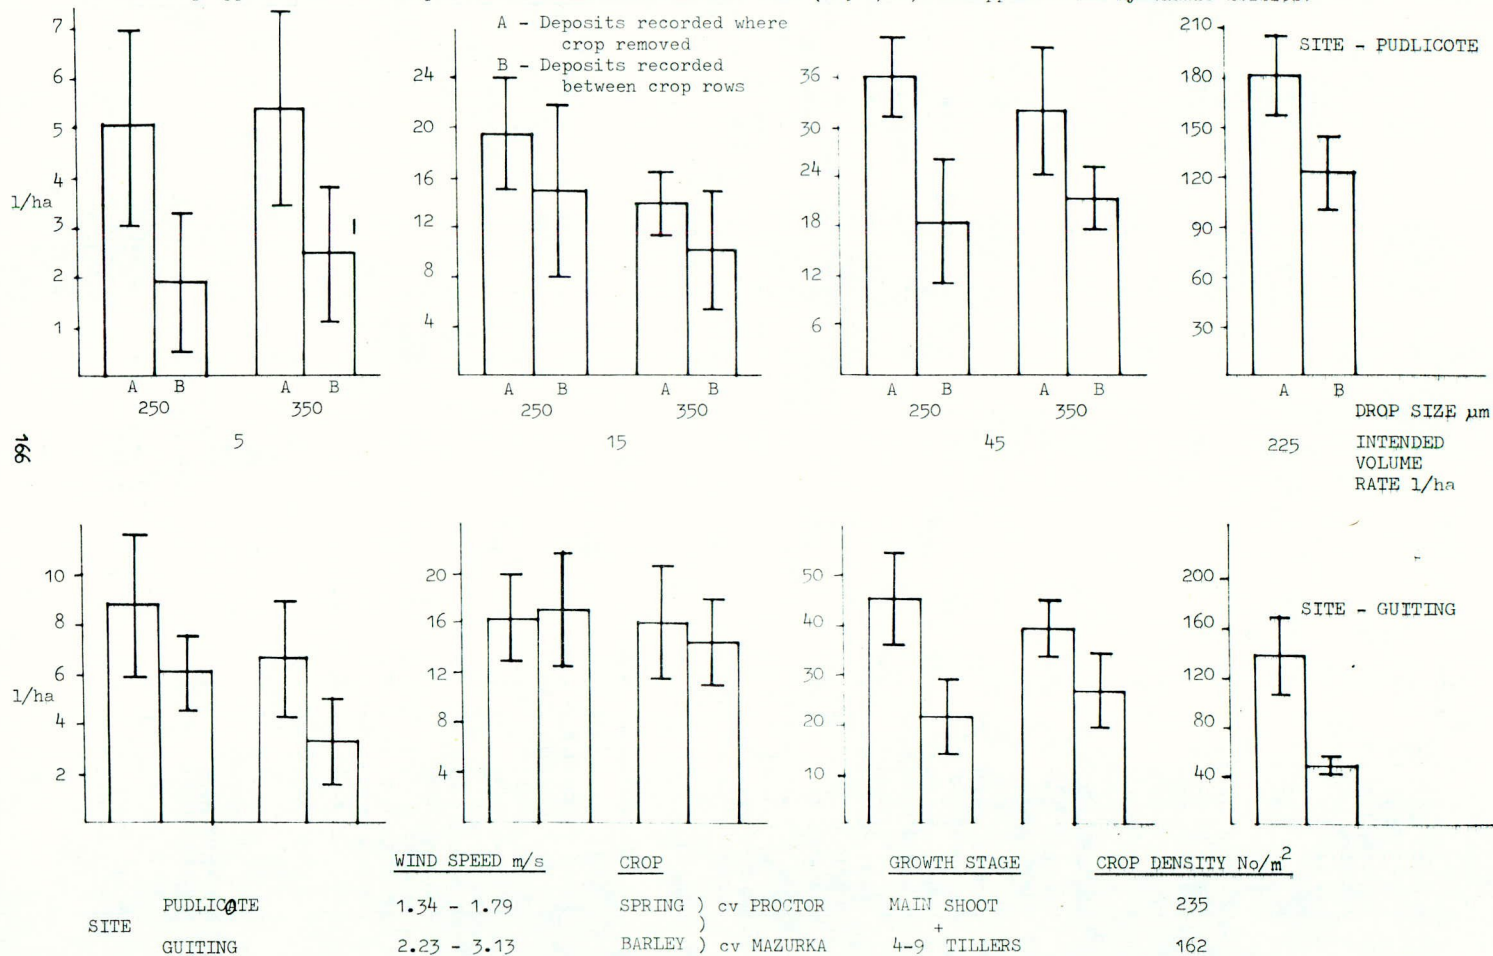 A - Deposits recorded where
crop removed
B - Deposits recorded
between crop rows
SITE - PUDLICOTE
7
6
5
4
l/ha
3
2
1
24
20
16
12
8
4
36
30
24
18
12
6
210
180
150
120
90
60
30
A B A B A B A B A B A B A B
250 350 250 350 250 350 DROP SIZE µm
5 15 45 225 INTENDED
VOLUME
RATE l/ha
166
SITE - GUITING
10
8
6
l/ha
4
2
20
16
12
8
4
50
40
30
20
10
200
160
120
80
40
WIND SPEED m/s CROP GROWTH STAGE CROP DENSITY No/m²
PUDLICOTE 1.34 - 1.79 SPRING ) cv PROCTOR MAIN SHOOT 235
SITE ) +
GUITING 2.23 - 3.13 BARLEY ) cv MAZURKA 4-9 TILLERS 162